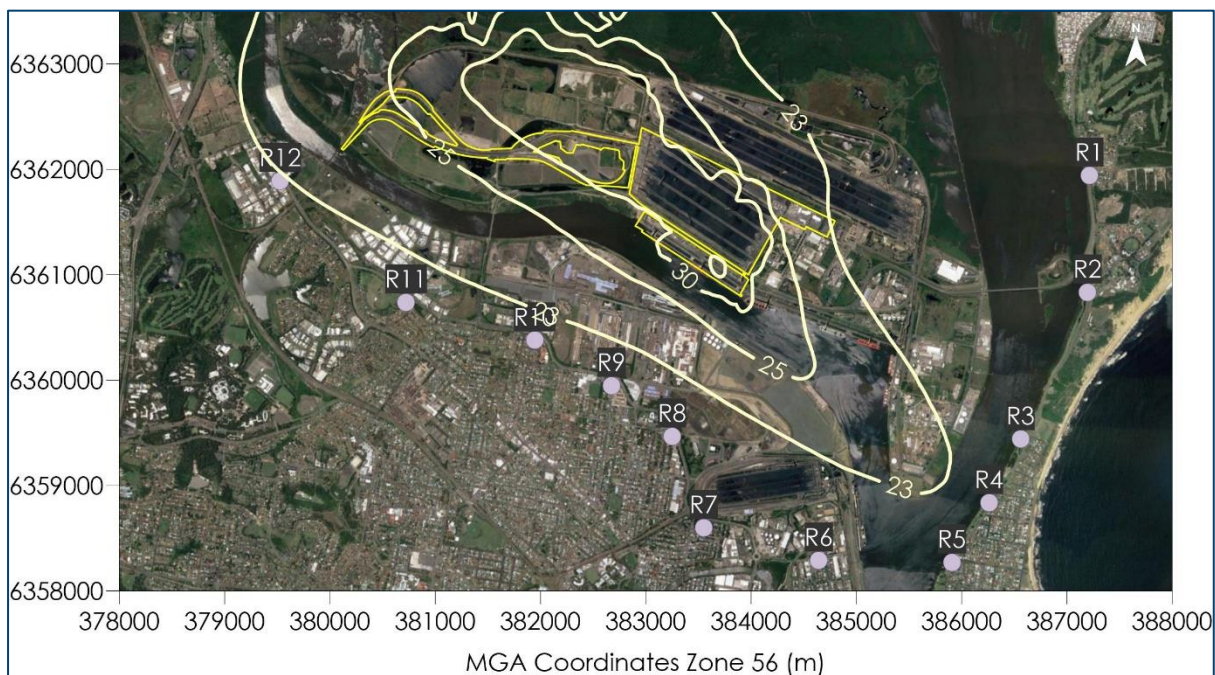 N
6363000
23
25
R12
R1
6362000
R2
6361000
30
R11
23
R10
25
6360000
R9
R8
R3
6359000
23
R4
R7
R6
R5
6358000
378000 379000 380000 381000 382000 383000 384000 385000 386000 387000 388000
MGA Coordinates Zone 56 (m)